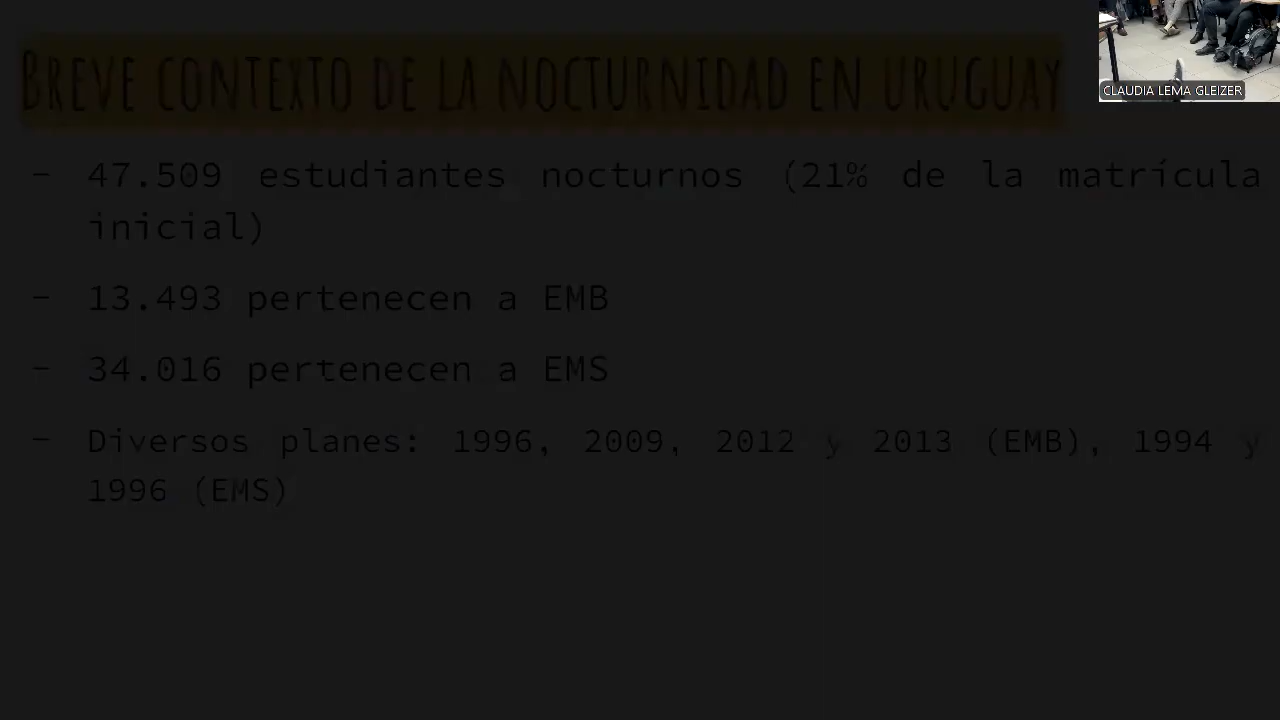 BREVE CONTEXTO DE LA NOCTURNIDAD EN URUGUAY
CLAUDIA LEMA GLEIZER
- 47.509 estudiantes nocturnos (21% de la matrícula
inicial)
- 13.493 pertenecen a EMB
- 34.016 pertenecen a EMS
- Diversos planes: 1996, 2009, 2012 y 2013 (EMB), 1994 y
1996 (EMS)